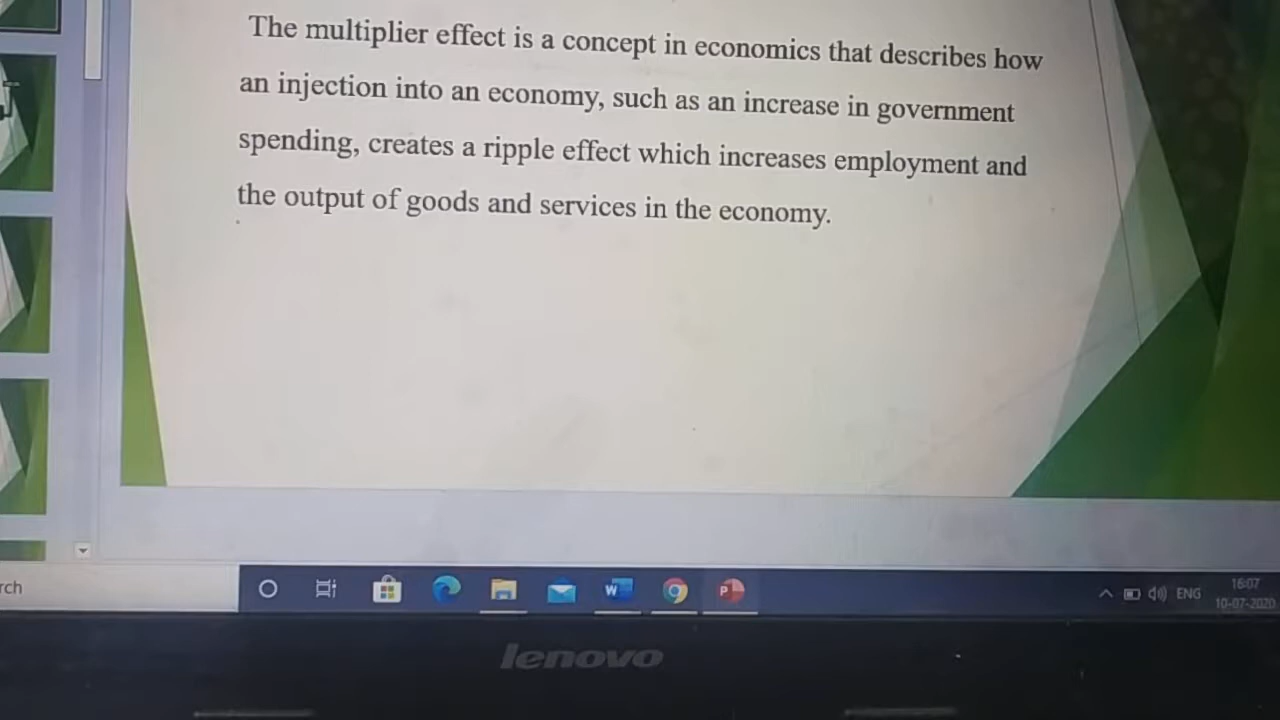 The multiplier effect is a concept in economics that describes how
an injection into an economy, such as an increase in government
spending, creates a ripple effect which increases employment and
the output of goods and services in the economy.
rch
W
P
ENG
16:07
10-07-2020
lenovo